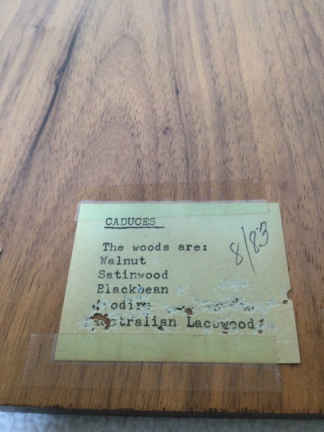 CADUCES
8/83
The woods are:
Walnut
Satinwood
Blackbean
Australian Lacewood